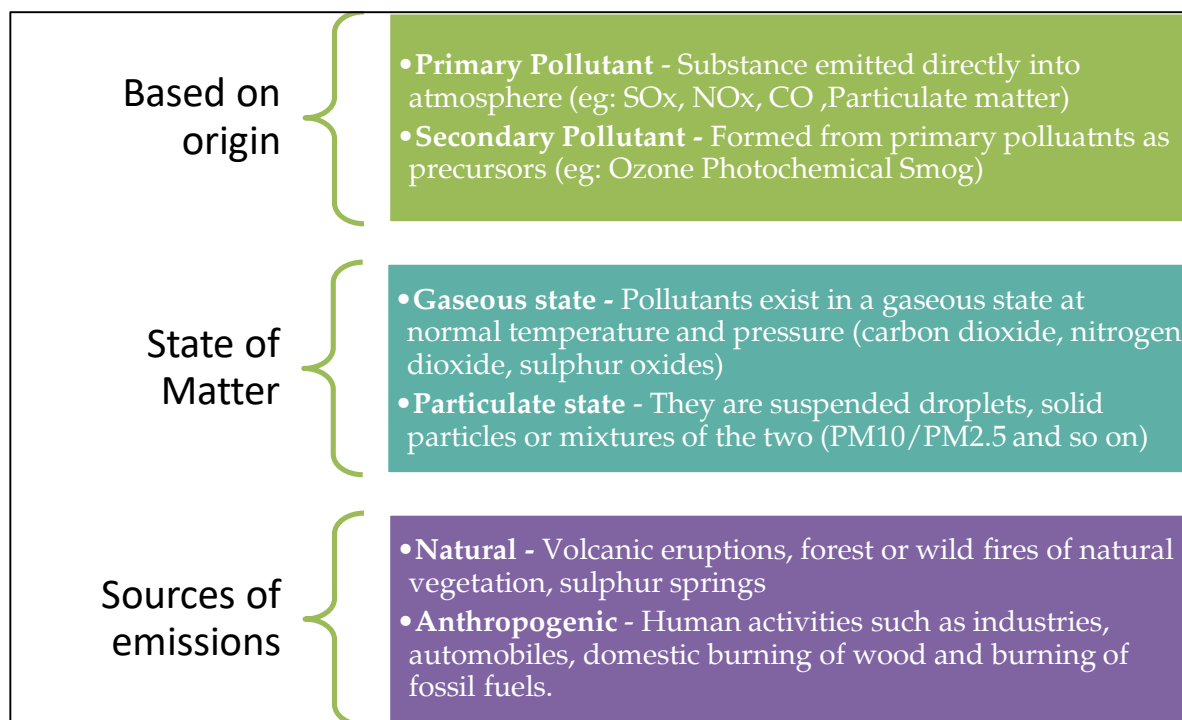 Based on
origin
•Primary Pollutant - Substance emitted directly into
atmosphere (eg: SOx, NOx, CO ,Particulate matter)
•Secondary Pollutant - Formed from primary polluatnts as
precursors (eg: Ozone Photochemical Smog)
State of
Matter
•Gaseous state - Pollutants exist in a gaseous state at
normal temperature and pressure (carbon dioxide, nitrogen
dioxide, sulphur oxides)
•Particulate state - They are suspended droplets, solid
particles or mixtures of the two (PM10/PM2.5 and so on)
Sources of
emissions
•Natural - Volcanic eruptions, forest or wild fires of natural
vegetation, sulphur springs
•Anthropogenic - Human activities such as industries,
automobiles, domestic burning of wood and burning of
fossil fuels.